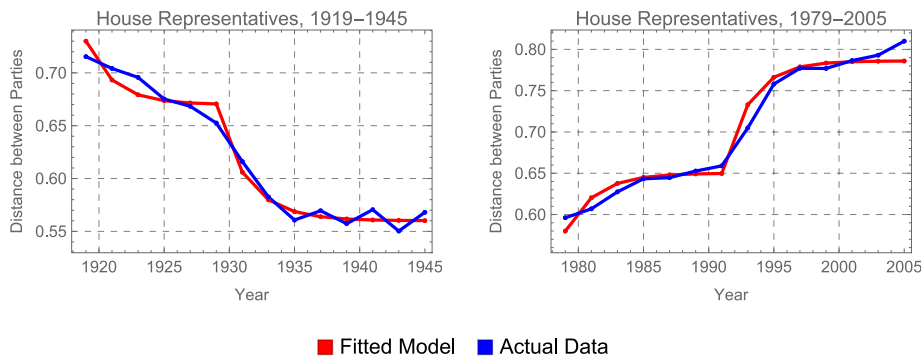 House Representatives, 1919–1945
Distance between Parties
0.70
0.65
0.60
0.55
1920 1925 1930 1935 1940 1945
Year
House Representatives, 1979–2005
Distance between Parties
0.80
0.75
0.70
0.65
0.60
1980 1985 1990 1995 2000 2005
Year
Fitted Model Actual Data